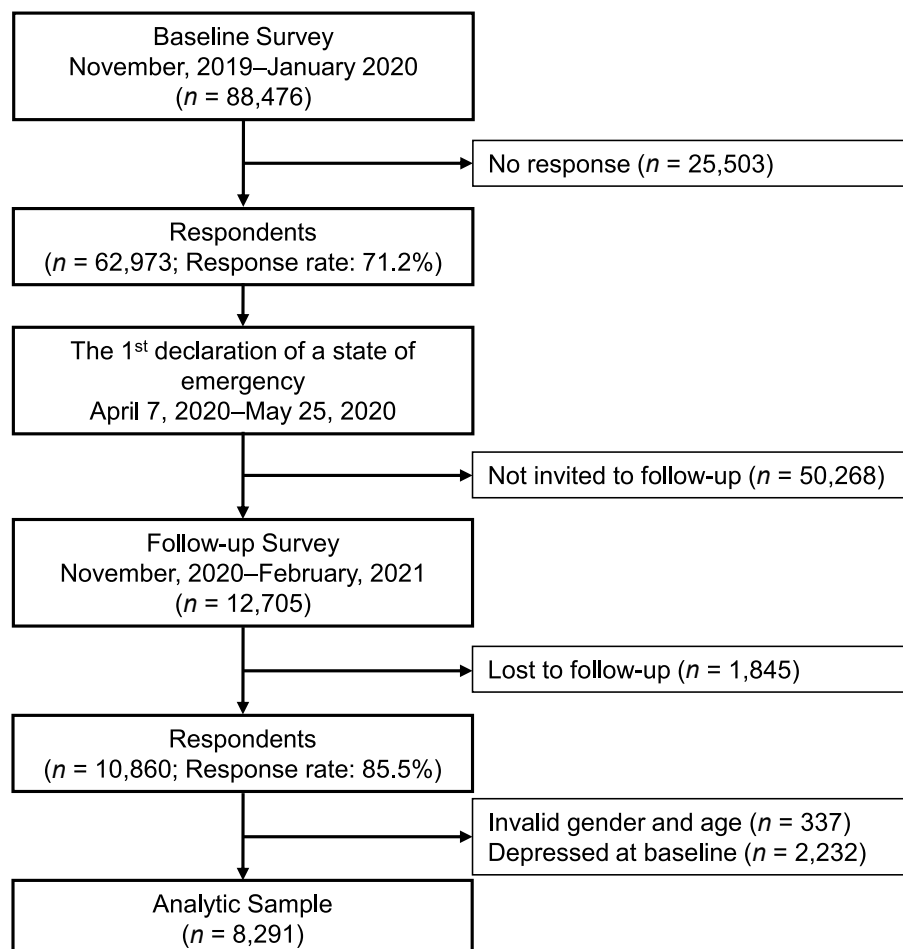 Baseline Survey
November, 2019–January 2020
(n = 88,476)
No response (n = 25,503)
Respondents
(n = 62,973; Response rate: 71.2%)
The 1st declaration of a state of
emergency
April 7, 2020–May 25, 2020
Not invited to follow-up (n = 50,268)
Follow-up Survey
November, 2020–February, 2021
(n = 12,705)
Lost to follow-up (n = 1,845)
Respondents
(n = 10,860; Response rate: 85.5%)
Invalid gender and age (n = 337)
Depressed at baseline (n = 2,232)
Analytic Sample
(n = 8,291)